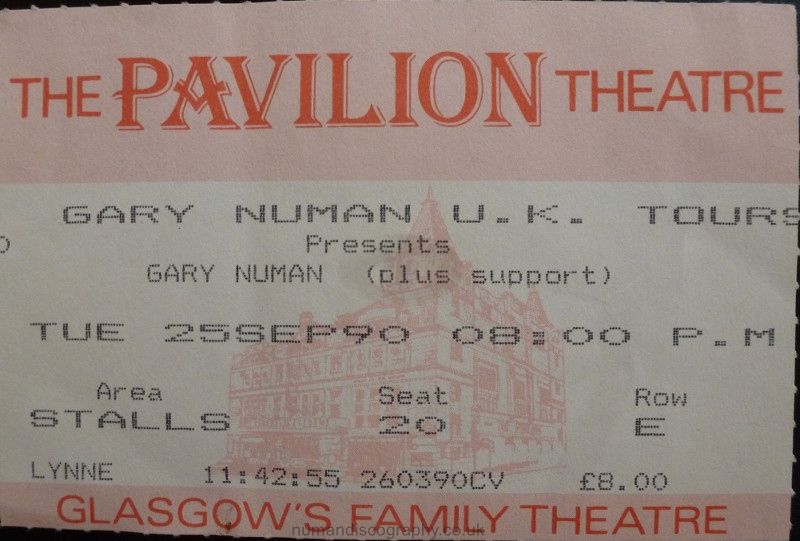 THE PAVILION THEATRE
GARY NUMAN U.K. TOURS
Presents
GARY NUMAN (plus support)
TUE 25SEP90 08:00 P.M
Area Seat Row
STALLS 20 E
LYNNE 11:42:55 260390CV £8.00
GLASGOW'S FAMILY THEATRE
numandiscography.co.uk